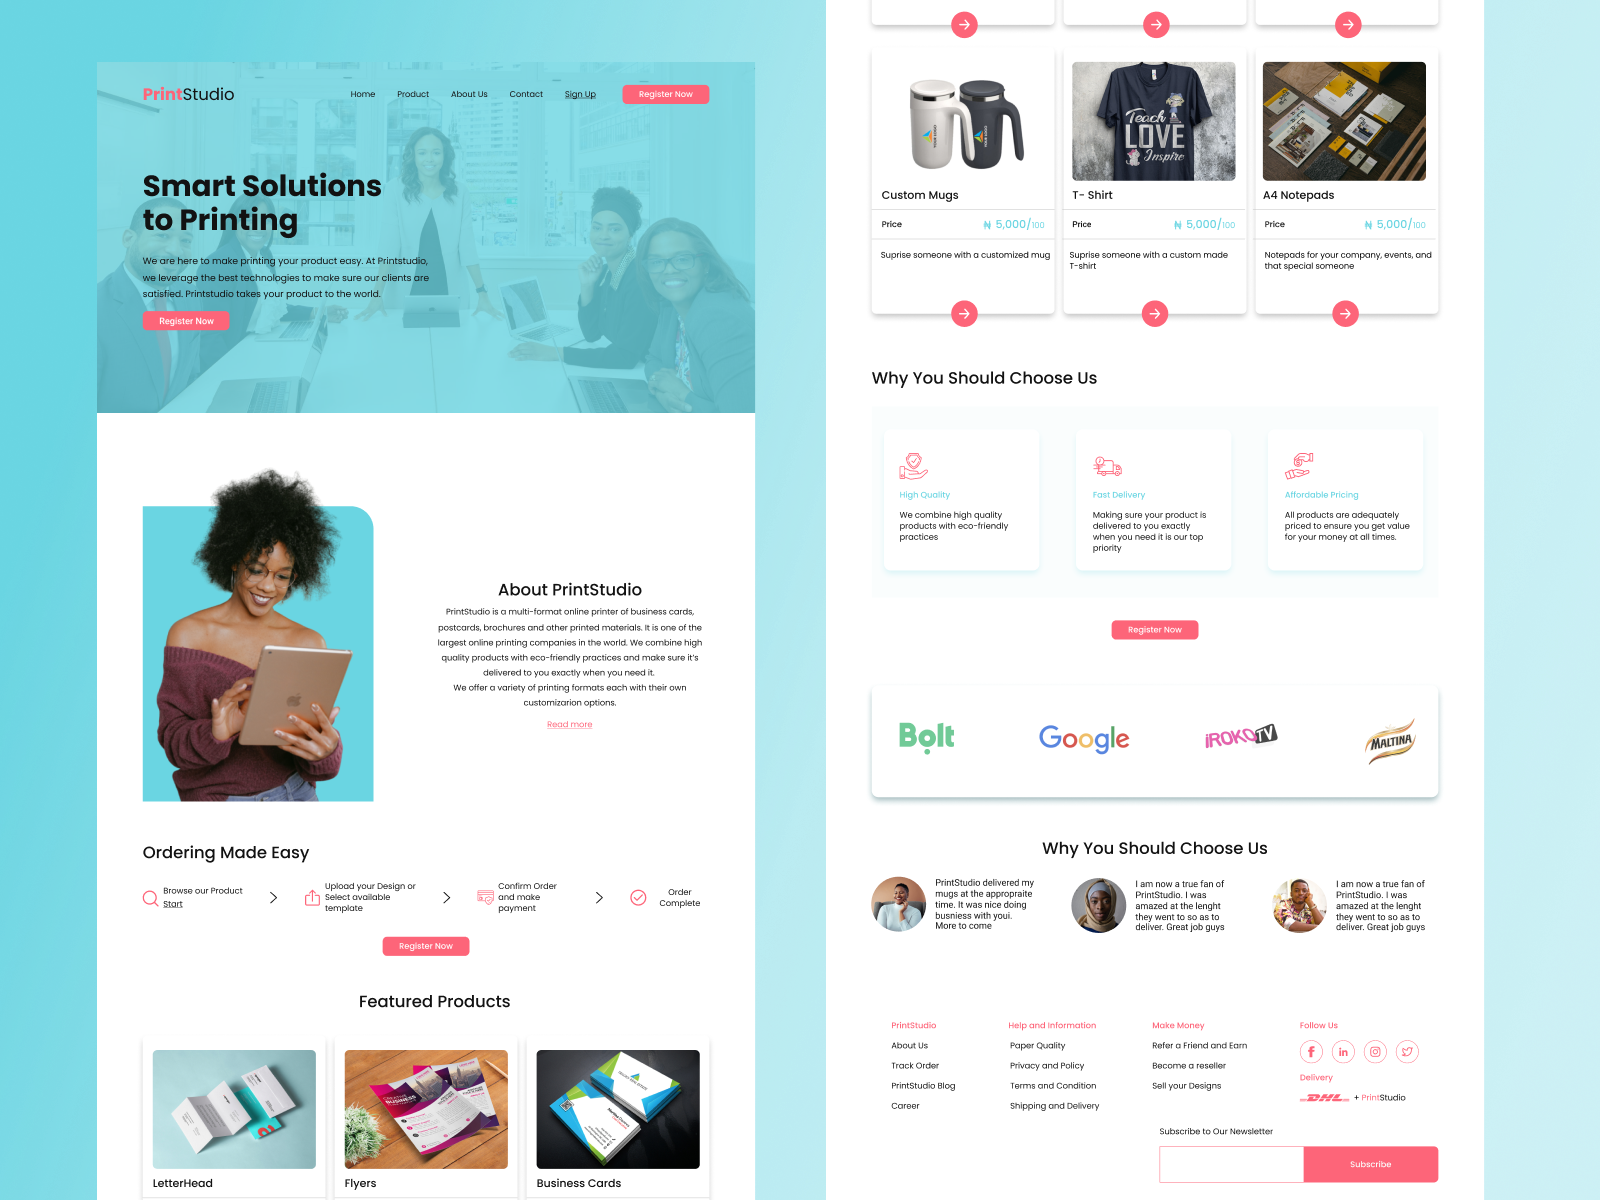 PrintStudio
Home
Product
About Us
Contact
Sign Up
Register Now
Smart Solutions
to Printing
We are here to make printing your product easy. At Printstudio,
we leverage the best technologies to make sure our clients are
satisfied. Printstudio takes your product to the world.
Register Now
About PrintStudio
PrintStudio is a multi-format online printer of business cards,
postcards, brochures and other printed materials. It is one of the
largest online printing companies in the world. We combine high
quality products with eco-friendly practices and make sure it's
delivered to you exactly when you need it.
We offer a variety of printing formats each with their own
customizarion options.
Read more
Ordering Made Easy
Browse our Product
Start
Upload your Design or
Select available
template
Confirm Order
and make
payment
Order
Complete
Register Now
Featured Products
LetterHead
Flyers
Business Cards
YOUR LOGO
YOUR LOGO
Teach
LOVE
Inspire
Custom Mugs
T- Shirt
A4 Notepads
Price
₦ 5,000/100
Price
₦ 5,000/100
Price
₦ 5,000/100
Suprise someone with a customized mug
Suprise someone with a custom made
T-shirt
Notepads for your company, events, and
that special someone
Why You Should Choose Us
High Quality
We combine high quality
products with eco-friendly
practices
Fast Delivery
Making sure your product is
delivered to you exactly
when you need it is our top
priority
Affordable Pricing
All products are adequately
priced to ensure you get value
for your money at all times.
Register Now
Bolt
Google
iROKOTV
MALTINA
Why You Should Choose Us
PrintStudio delivered my
mugs at the appropraite
time. It was nice doing
busniess with youi.
More to come
I am now a true fan of
PrintStudio. I was
amazed at the lenght
they went to so as to
deliver. Great job guys
I am now a true fan of
PrintStudio. I was
amazed at the lenght
they went to so as to
deliver. Great job guys
PrintStudio
About Us
Track Order
PrintStudio Blog
Career
Help and Information
Paper Quality
Privacy and Policy
Terms and Condition
Shipping and Delivery
Make Money
Refer a Friend and Earn
Become a reseller
Sell your Designs
Follow Us
Delivery
DHL + PrintStudio
Subscribe to Our Newsletter
Subscribe